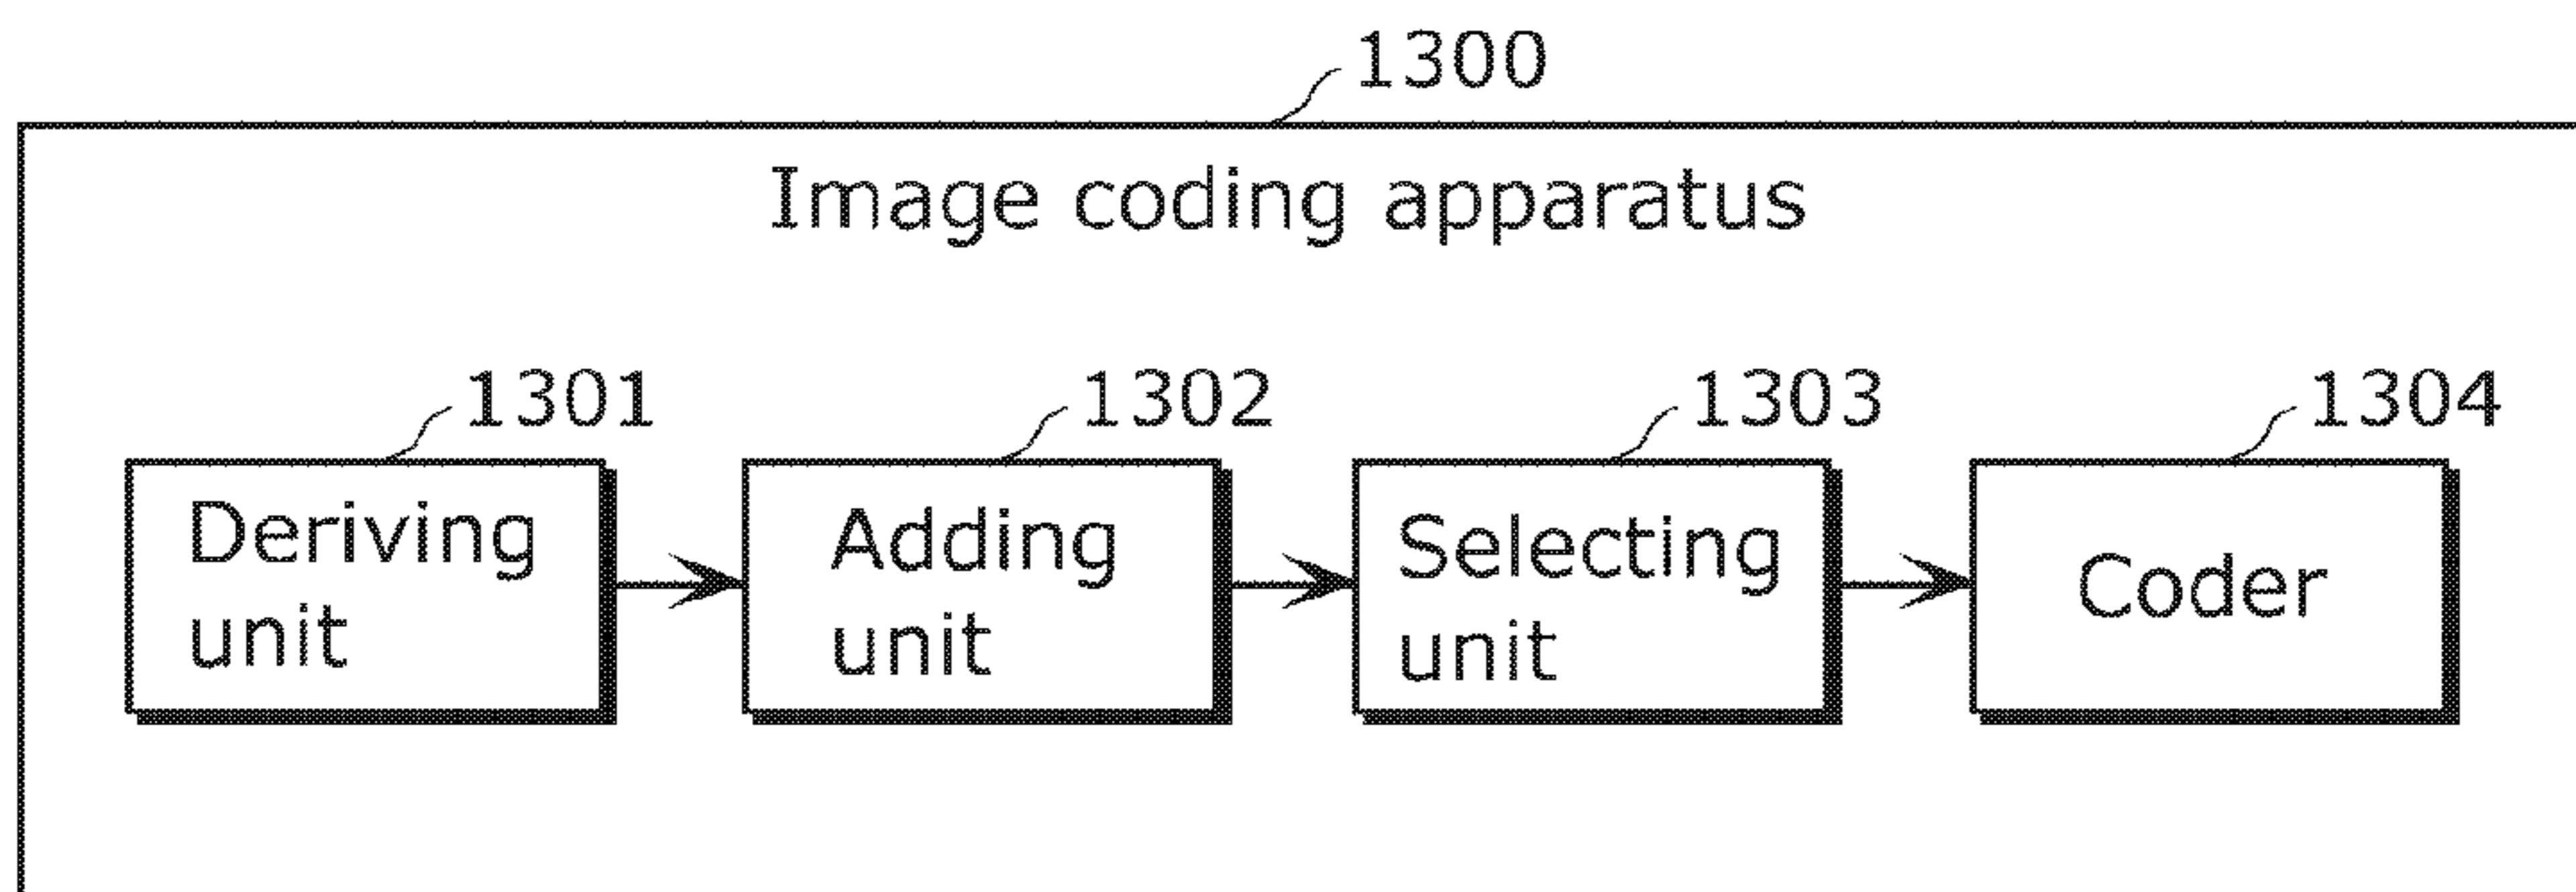 1300
Image coding apparatus
1301
1302
1303
1304
Deriving
unit
Adding
unit
Selecting
unit
Coder